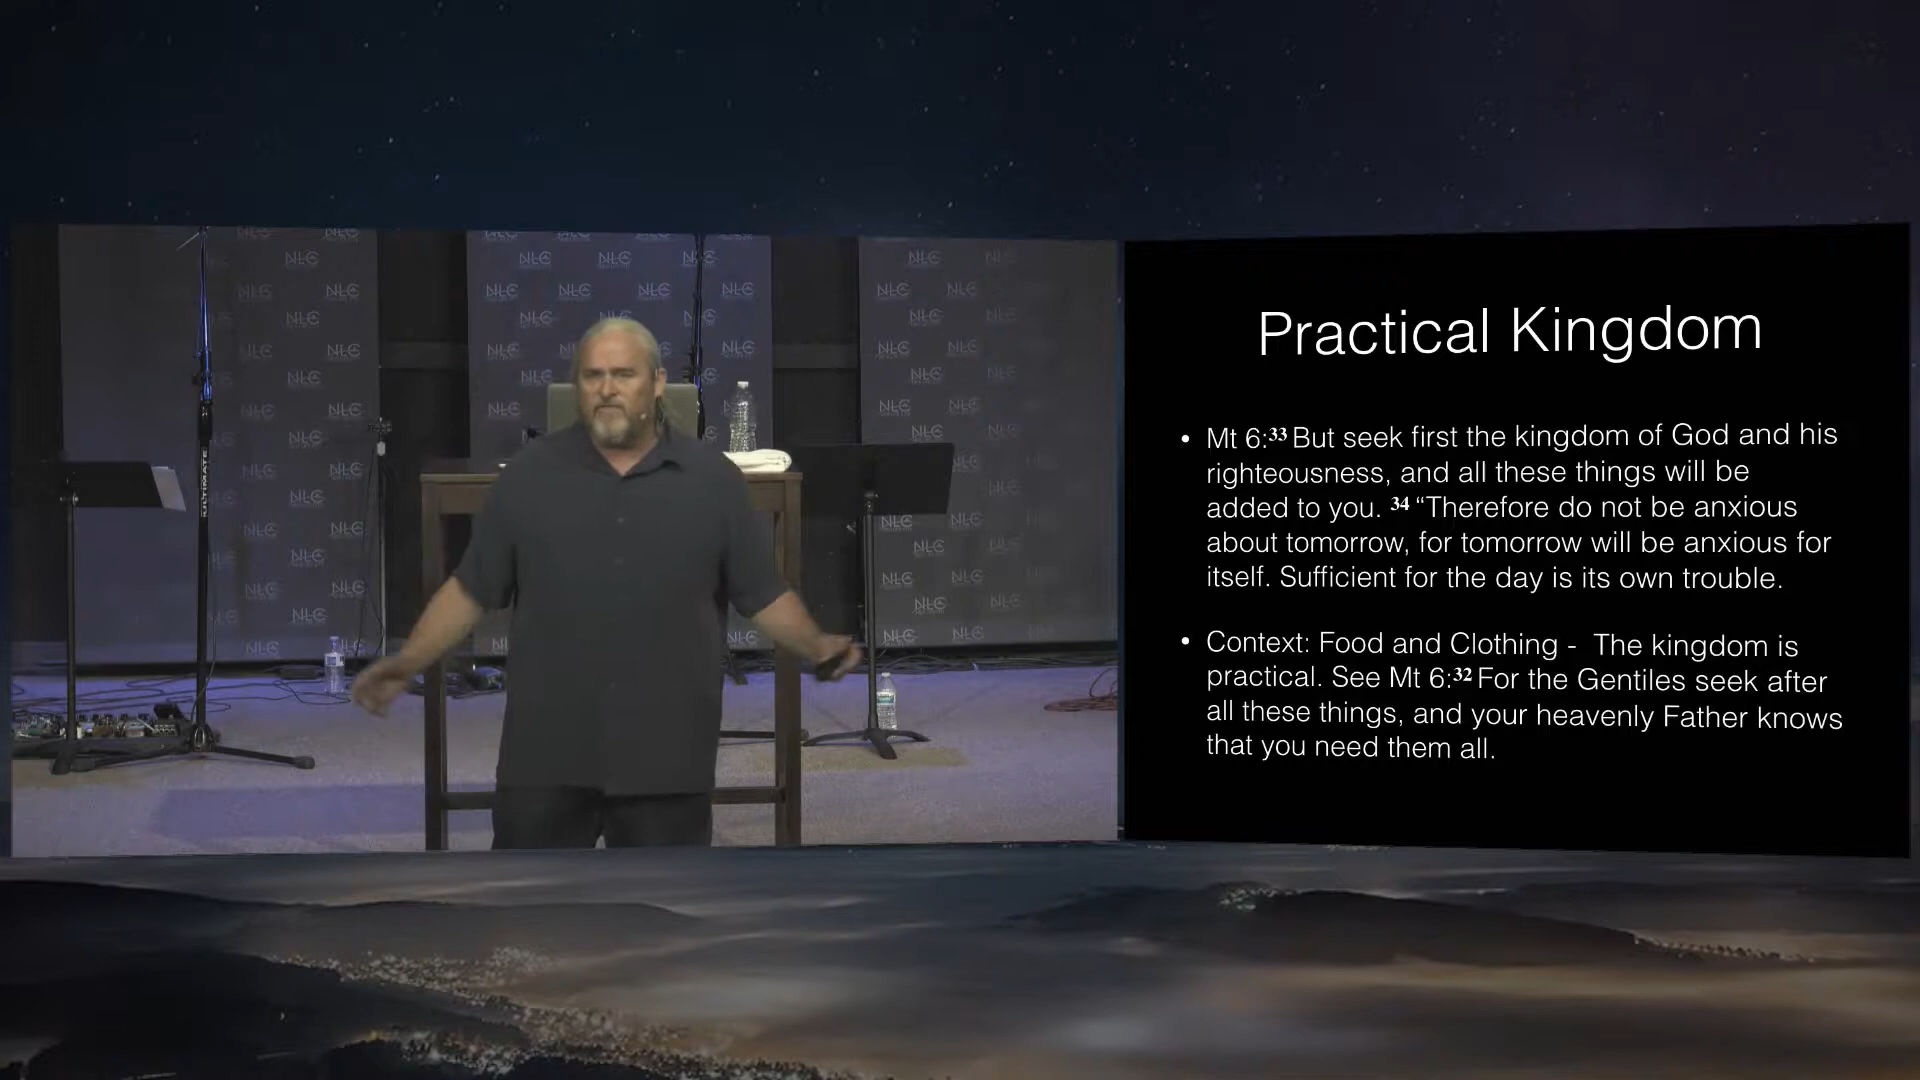 NLC
ULTIMATE
Practical Kingdom
• Mt 6:33 But seek first the kingdom of God and his
righteousness, and all these things will be
added to you. 34 “Therefore do not be anxious
about tomorrow, for tomorrow will be anxious for
itself. Sufficient for the day is its own trouble.
• Context: Food and Clothing - The kingdom is
practical. See Mt 6:32 For the Gentiles seek after
all these things, and your heavenly Father knows
that you need them all.